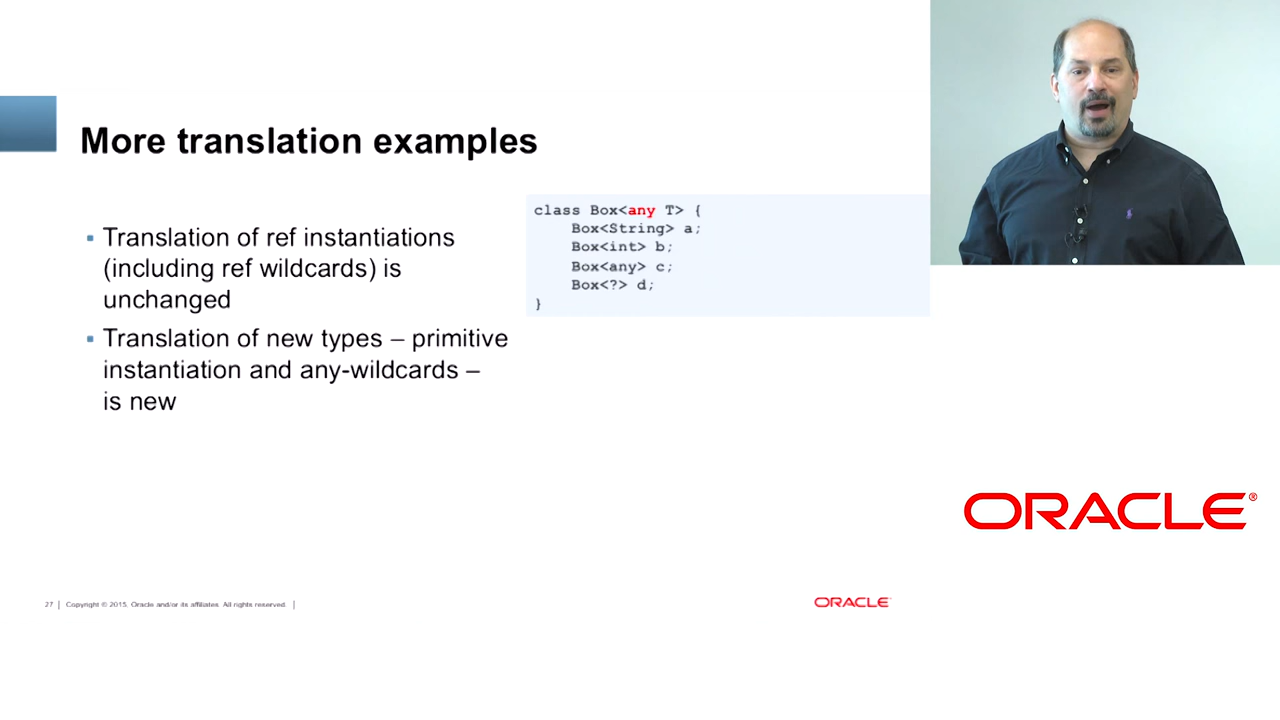 More translation examples
▪ Translation of ref instantiations
(including ref wildcards) is
unchanged
▪ Translation of new types – primitive
instantiation and any-wildcards –
is new
class Box<any T> {
    Box<String> a;
    Box<int> b;
    Box<any> c;
    Box<?> d;
}
ORACLE®
27 | Copyright © 2015, Oracle and/or its affiliates. All rights reserved. |
ORACLE